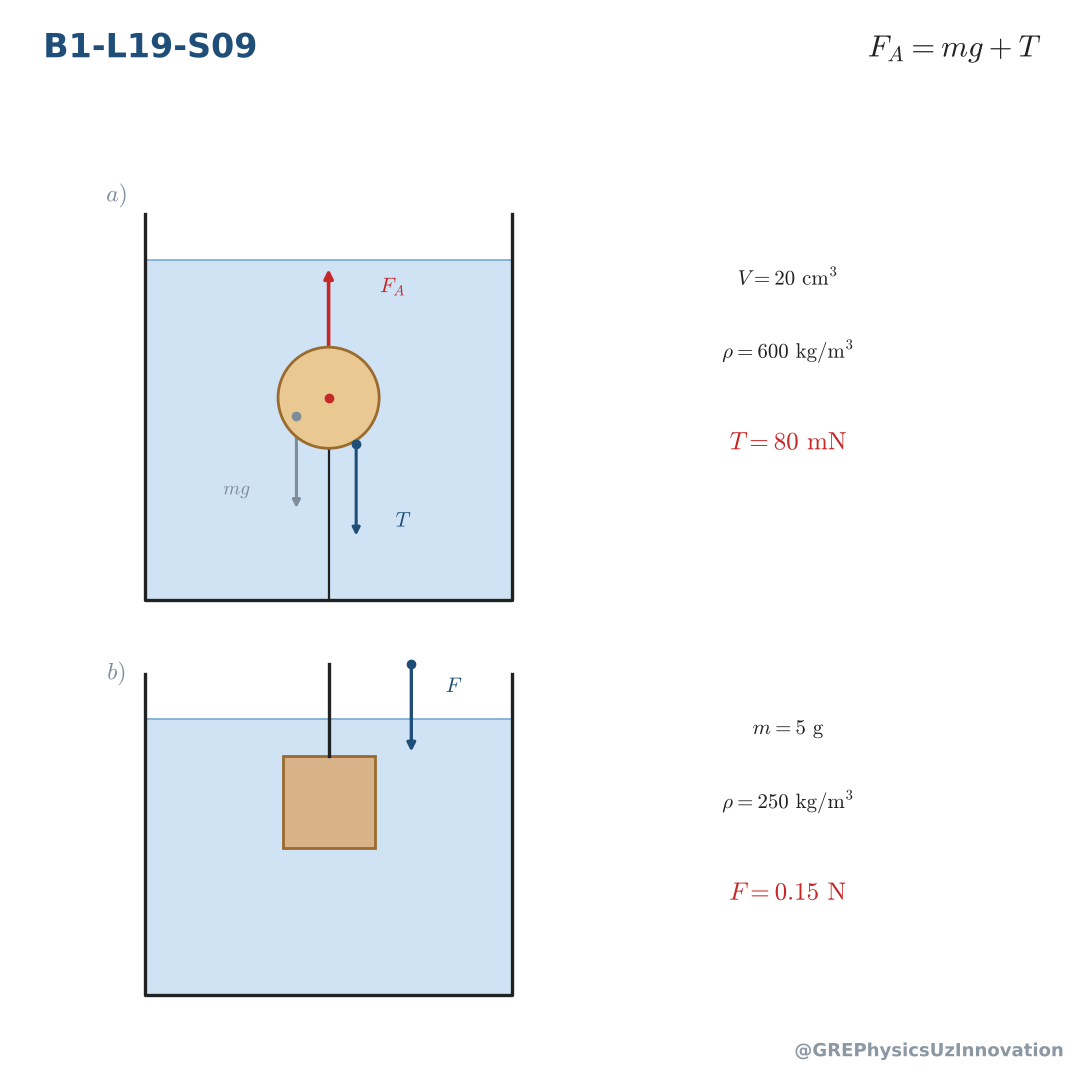 B1-L19-S09
F_A = mg + T
a)
F_A
mg
T
V = 20 cm³
ρ = 600 kg/m³
T = 80 mN
b)
F
m = 5 g
ρ = 250 kg/m³
F = 0.15 N
@GREPhysicsUzInnovation